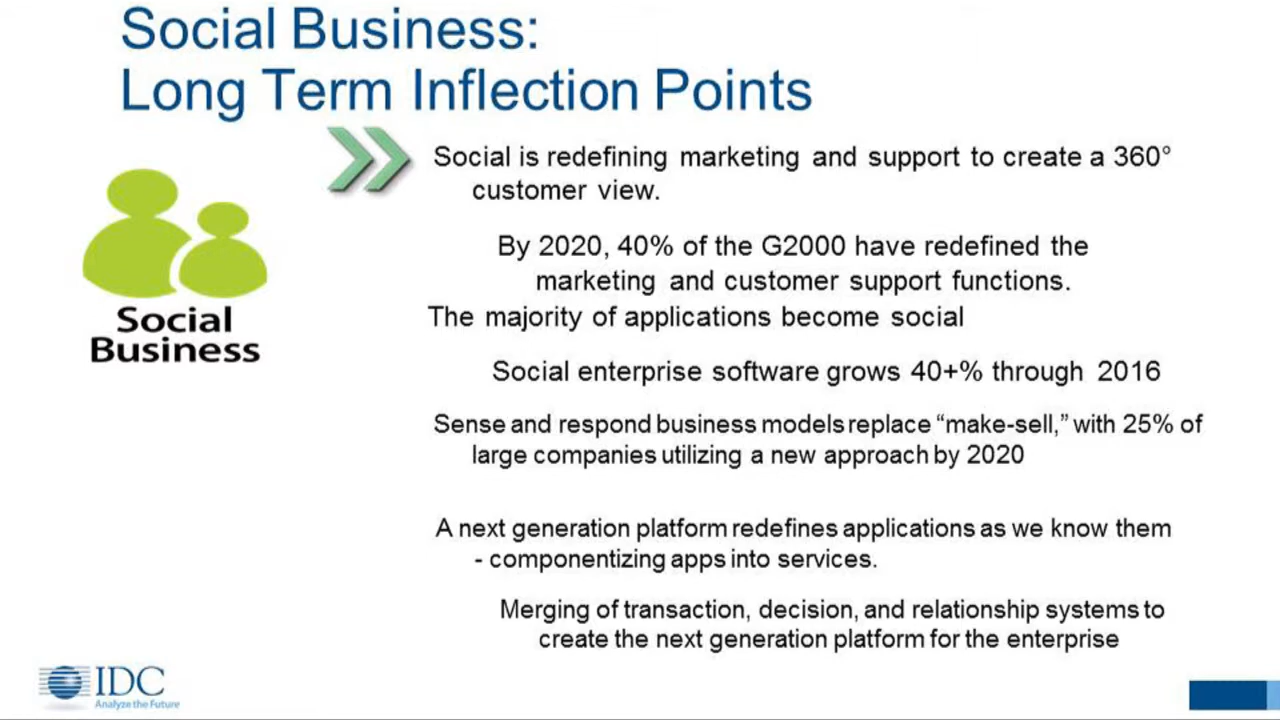 Social Business:
Long Term Inflection Points
Social is redefining marketing and support to create a 360°
customer view.
By 2020, 40% of the G2000 have redefined the
marketing and customer support functions.
The majority of applications become social
Social enterprise software grows 40+% through 2016
Sense and respond business models replace “make-sell,” with 25% of
large companies utilizing a new approach by 2020
A next generation platform redefines applications as we know them
- componentizing apps into services.
Merging of transaction, decision, and relationship systems to
create the next generation platform for the enterprise
Social
Business
IDC
Analyze the Future